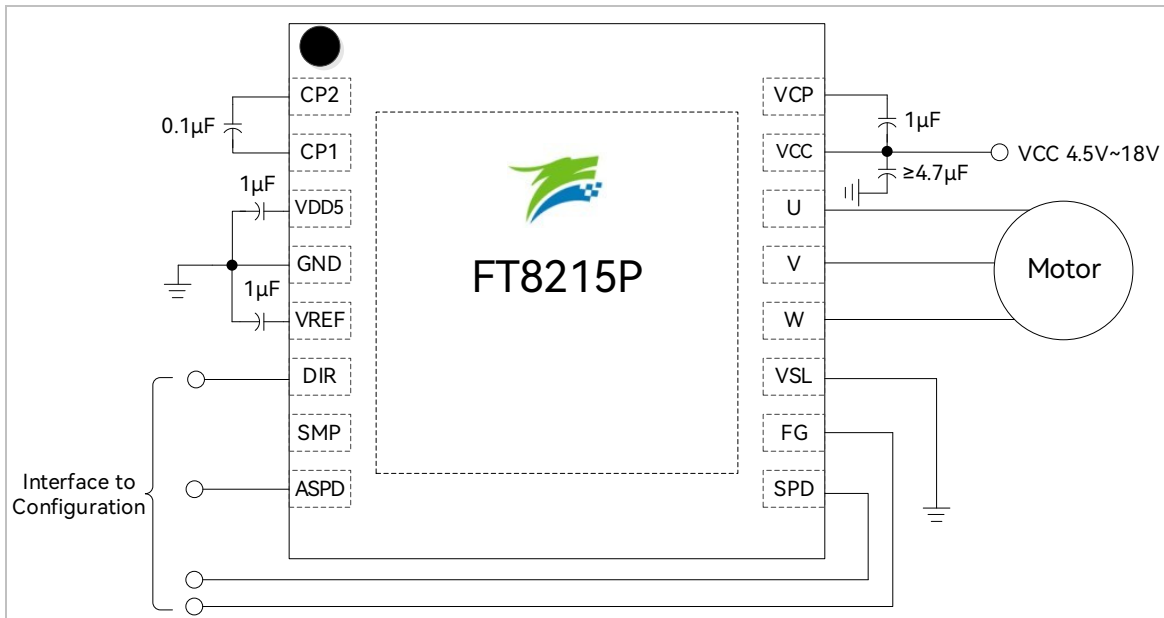 CP2
CP1
0.1µF
1µF
VDD5
GND
1µF
VREF
DIR
SMP
ASPD
Interface to
Configuration
FT8215P
VCP
1µF
VCC
VCC 4.5V~18V
≥4.7µF
U
V
Motor
W
VSL
FG
SPD